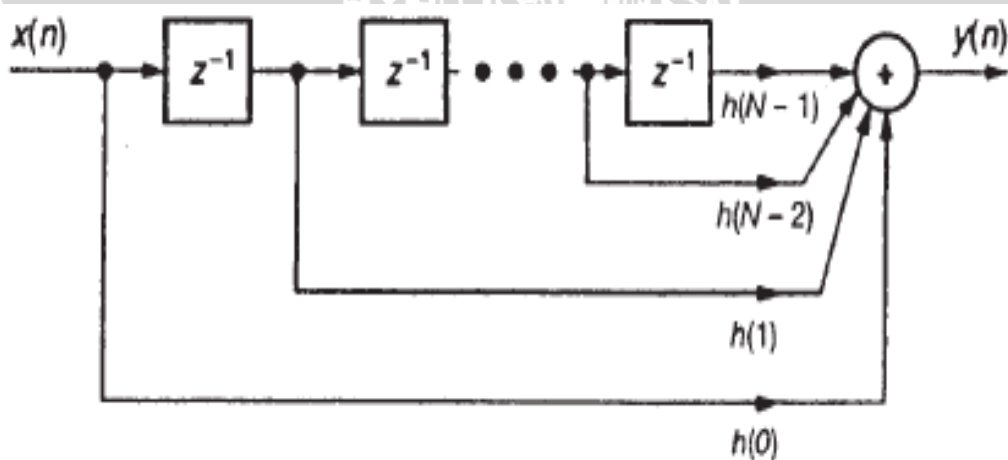 x(n) z⁻¹ z⁻¹ z⁻¹ + y(n)
h(N – 1)
h(N – 2)
h(1)
h(0)